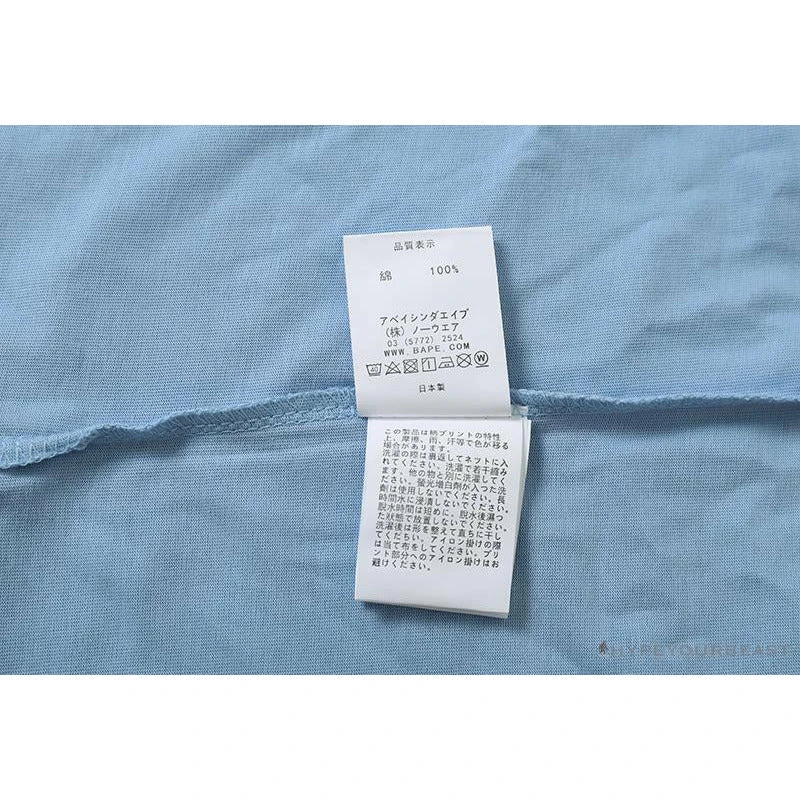 品質表示
綿 100%
アベイシンダエイプ
(株) ノーウエア
03 (5772) 2524
WWW.BAPE.COM
40
W
日本製
この製品は柄プリントの特性
上、摩擦、雨、汗等で色が移る
場合があります。
洗濯の際は裏返してネットに入
れてください。洗濯で若干縮み
ます。他の物と別に洗濯してく
ださい。蛍光増白剤が入った洗
剤は使用しないでください。長
時間水に浸漬しないでください。
脱水時間は短めに、脱水後濡っ
た状態で放置しないでください。
洗濯後は形を整えて直ちに干し
てくだちい。アイロン掛けの際
は当て布をしてください。プリ
ント部分へのアイロン掛けはお
避けください。
HYPEYOURBEAST